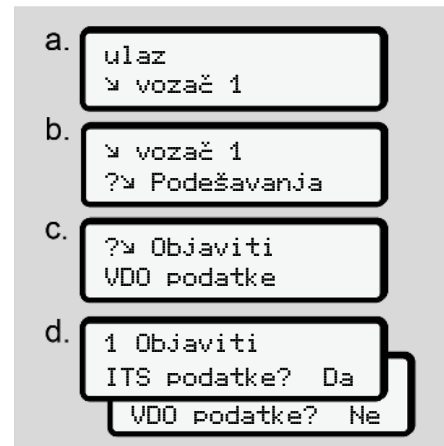 a.
ulaz
↘ vozač 1
b.
↘ vozač 1
?↘ Podešavanja
c.
?↘ Objaviti
VDO podatke
d.
1 Objaviti
ITS podatke? Da
VDO podatke? Ne